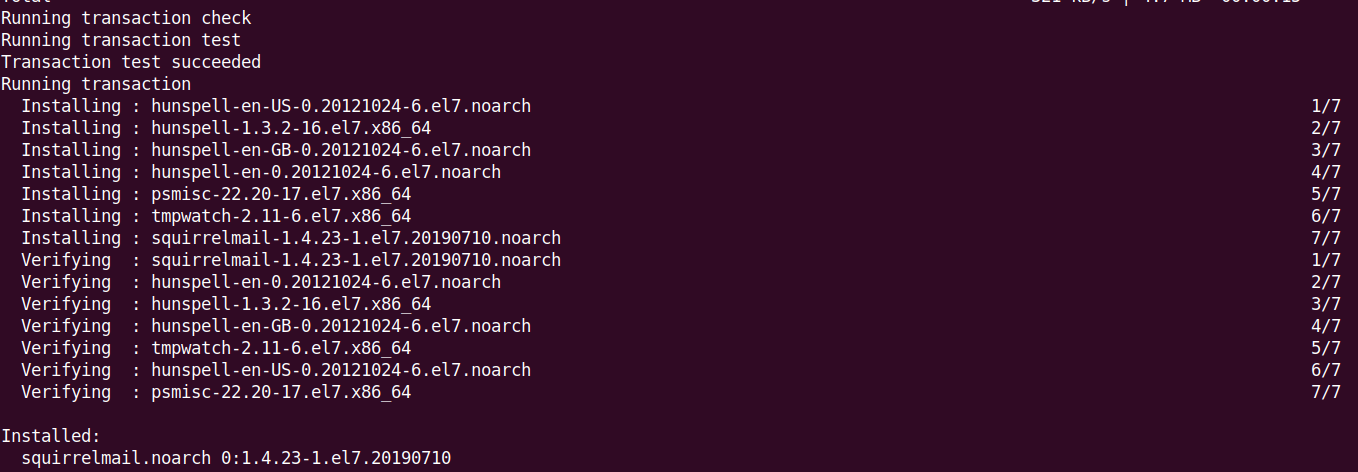 Running transaction check
Running transaction test
Transaction test succeeded
Running transaction
Installing : hunspell-en-US-0.20121024-6.el7.noarch 1/7
Installing : hunspell-1.3.2-16.el7.x86_64 2/7
Installing : hunspell-en-GB-0.20121024-6.el7.noarch 3/7
Installing : hunspell-en-0.20121024-6.el7.noarch 4/7
Installing : psmisc-22.20-17.el7.x86_64 5/7
Installing : tmpwatch-2.11-6.el7.x86_64 6/7
Installing : squirrelmail-1.4.23-1.el7.20190710.noarch 7/7
Verifying : squirrelmail-1.4.23-1.el7.20190710.noarch 1/7
Verifying : hunspell-en-0.20121024-6.el7.noarch 2/7
Verifying : hunspell-1.3.2-16.el7.x86_64 3/7
Verifying : hunspell-en-GB-0.20121024-6.el7.noarch 4/7
Verifying : tmpwatch-2.11-6.el7.x86_64 5/7
Verifying : hunspell-en-US-0.20121024-6.el7.noarch 6/7
Verifying : psmisc-22.20-17.el7.x86_64 7/7
Installed:
squirrelmail.noarch 0:1.4.23-1.el7.20190710